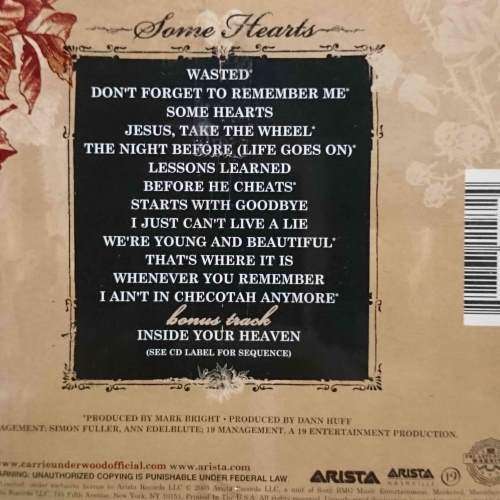 Some Hearts
WASTED*
DON'T FORGET TO REMEMBER ME*
SOME HEARTS
JESUS, TAKE THE WHEEL*
THE NIGHT BEFORE (LIFE GOES ON)*
LESSONS LEARNED
BEFORE HE CHEATS*
STARTS WITH GOODBYE
I JUST CAN'T LIVE A LIE
WE'RE YOUNG AND BEAUTIFUL*
THAT'S WHERE IT IS
WHENEVER YOU REMEMBER
I AIN'T IN CHECOTAH ANYMORE*
bonus track
INSIDE YOUR HEAVEN
(SEE CD LABEL FOR SEQUENCE)
*PRODUCED BY MARK BRIGHT • PRODUCED BY DANN HUFF
AGEMENT: SIMON FULLER, ANN EDELBLUTE; 19 MANAGEMENT, A 19 ENTERTAINMENT PROGRAM.
www.carrieunderwoodofficial.com www.arista.com
WARNING: UNAUTHORIZED COPYING IS PUNISHABLE UNDER FEDERAL LAW.
ARISTA
ARISTA
NASHVILLE
19